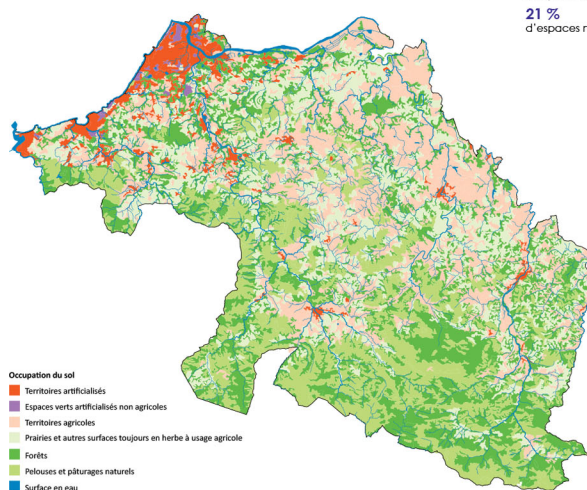 21 %
d'espaces
Occupation du sol
Territoires artificialisés
Espaces verts artificialisés non agricoles
Territoires agricoles
Prairies et autres surfaces toujours en herbe à usage agricole
Forêts
Pelouses et pâturages naturels
Surface en eau